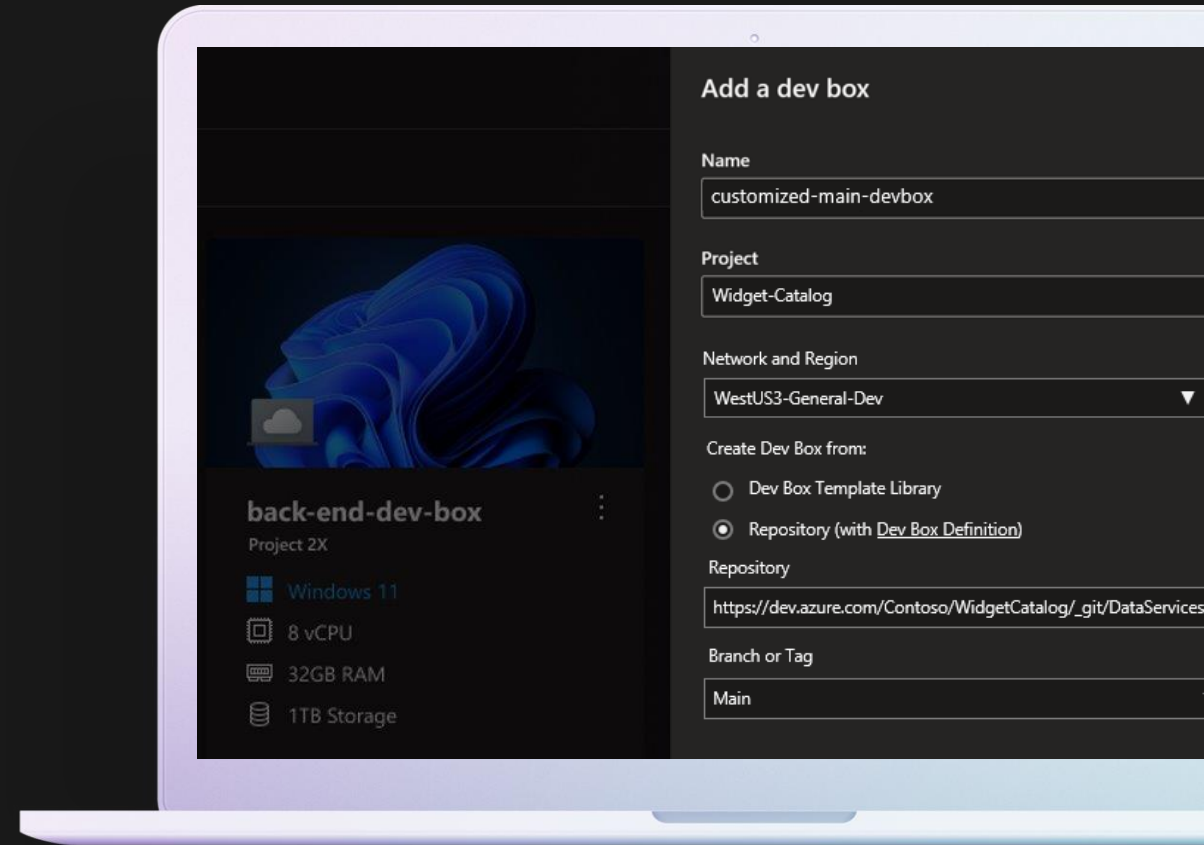 Add a dev box
Name
customized-main-devbox
Project
Widget-Catalog
Network and Region
WestUS3-General-Dev
Create Dev Box from:
Dev Box Template Library
Repository (with Dev Box Definition)
Repository
https://dev.azure.com/Contoso/WidgetCatalog/_git/DataServices
Branch or Tag
Main
back-end-dev-box
Project 2X
Windows 11
8 vCPU
32GB RAM
1TB Storage